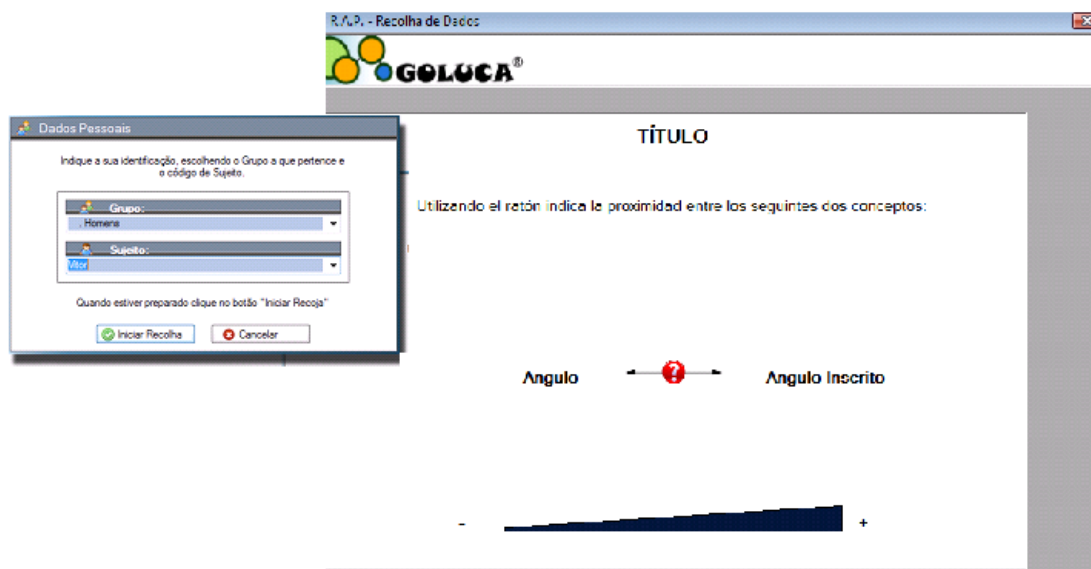 R.A.P. - Recolha de Dados
GOLUCA®
Dados Pessoais
Indique a sua identificação, escolhendo o Grupo a que pertence e
o código de Sujeito.
Grupo:
. Homens
Sujeito:
Vitor
Quando estiver preparado clique no botão "Iniciar Recoja"
Iniciar Recolha
Cancelar
TÍTULO
Utilizando el ratón indica la proximidad entre los seguintes dos conceptos:
Angulo
?
Angulo Inscrito
-
+